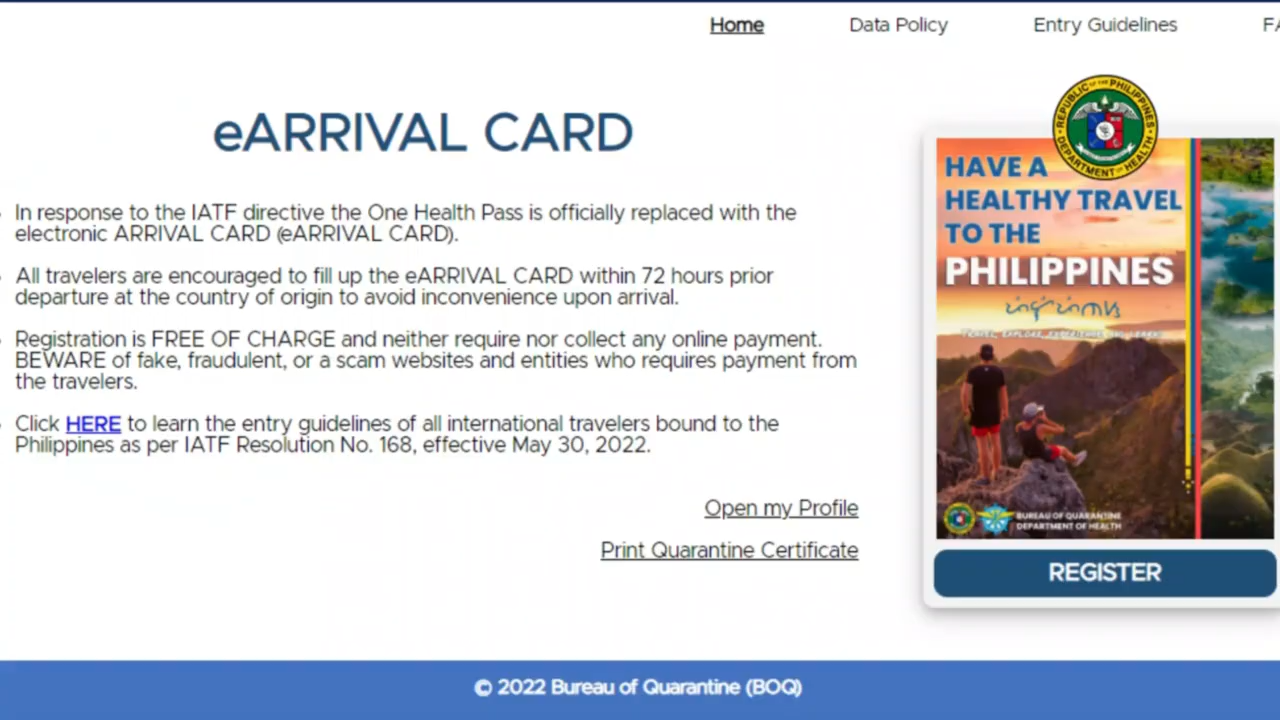 Home Data Policy Entry Guidelines
eARRIVAL CARD
In response to the IATF directive the One Health Pass is officially replaced with the
electronic ARRIVAL CARD (eARRIVAL CARD).
All travelers are encouraged to fill up the eARRIVAL CARD within 72 hours prior
departure at the country of origin to avoid inconvenience upon arrival.
Registration is FREE OF CHARGE and neither require nor collect any online payment.
BEWARE of fake, fraudulent, or a scam websites and entities who requires payment from
the travelers.
Click HERE to learn the entry guidelines of all international travelers bound to the
Philippines as per IATF Resolution No. 168, effective May 30, 2022.
Open my Profile
Print Quarantine Certificate
REPUBLIC OF THE PHILIPPINES
DEPARTMENT OF HEALTH
HAVE A
HEALTHY TRAVEL
TO THE
PHILIPPINES
BUREAU OF QUARANTINE
DEPARTMENT OF HEALTH
REGISTER
© 2022 Bureau of Quarantine (BOQ)